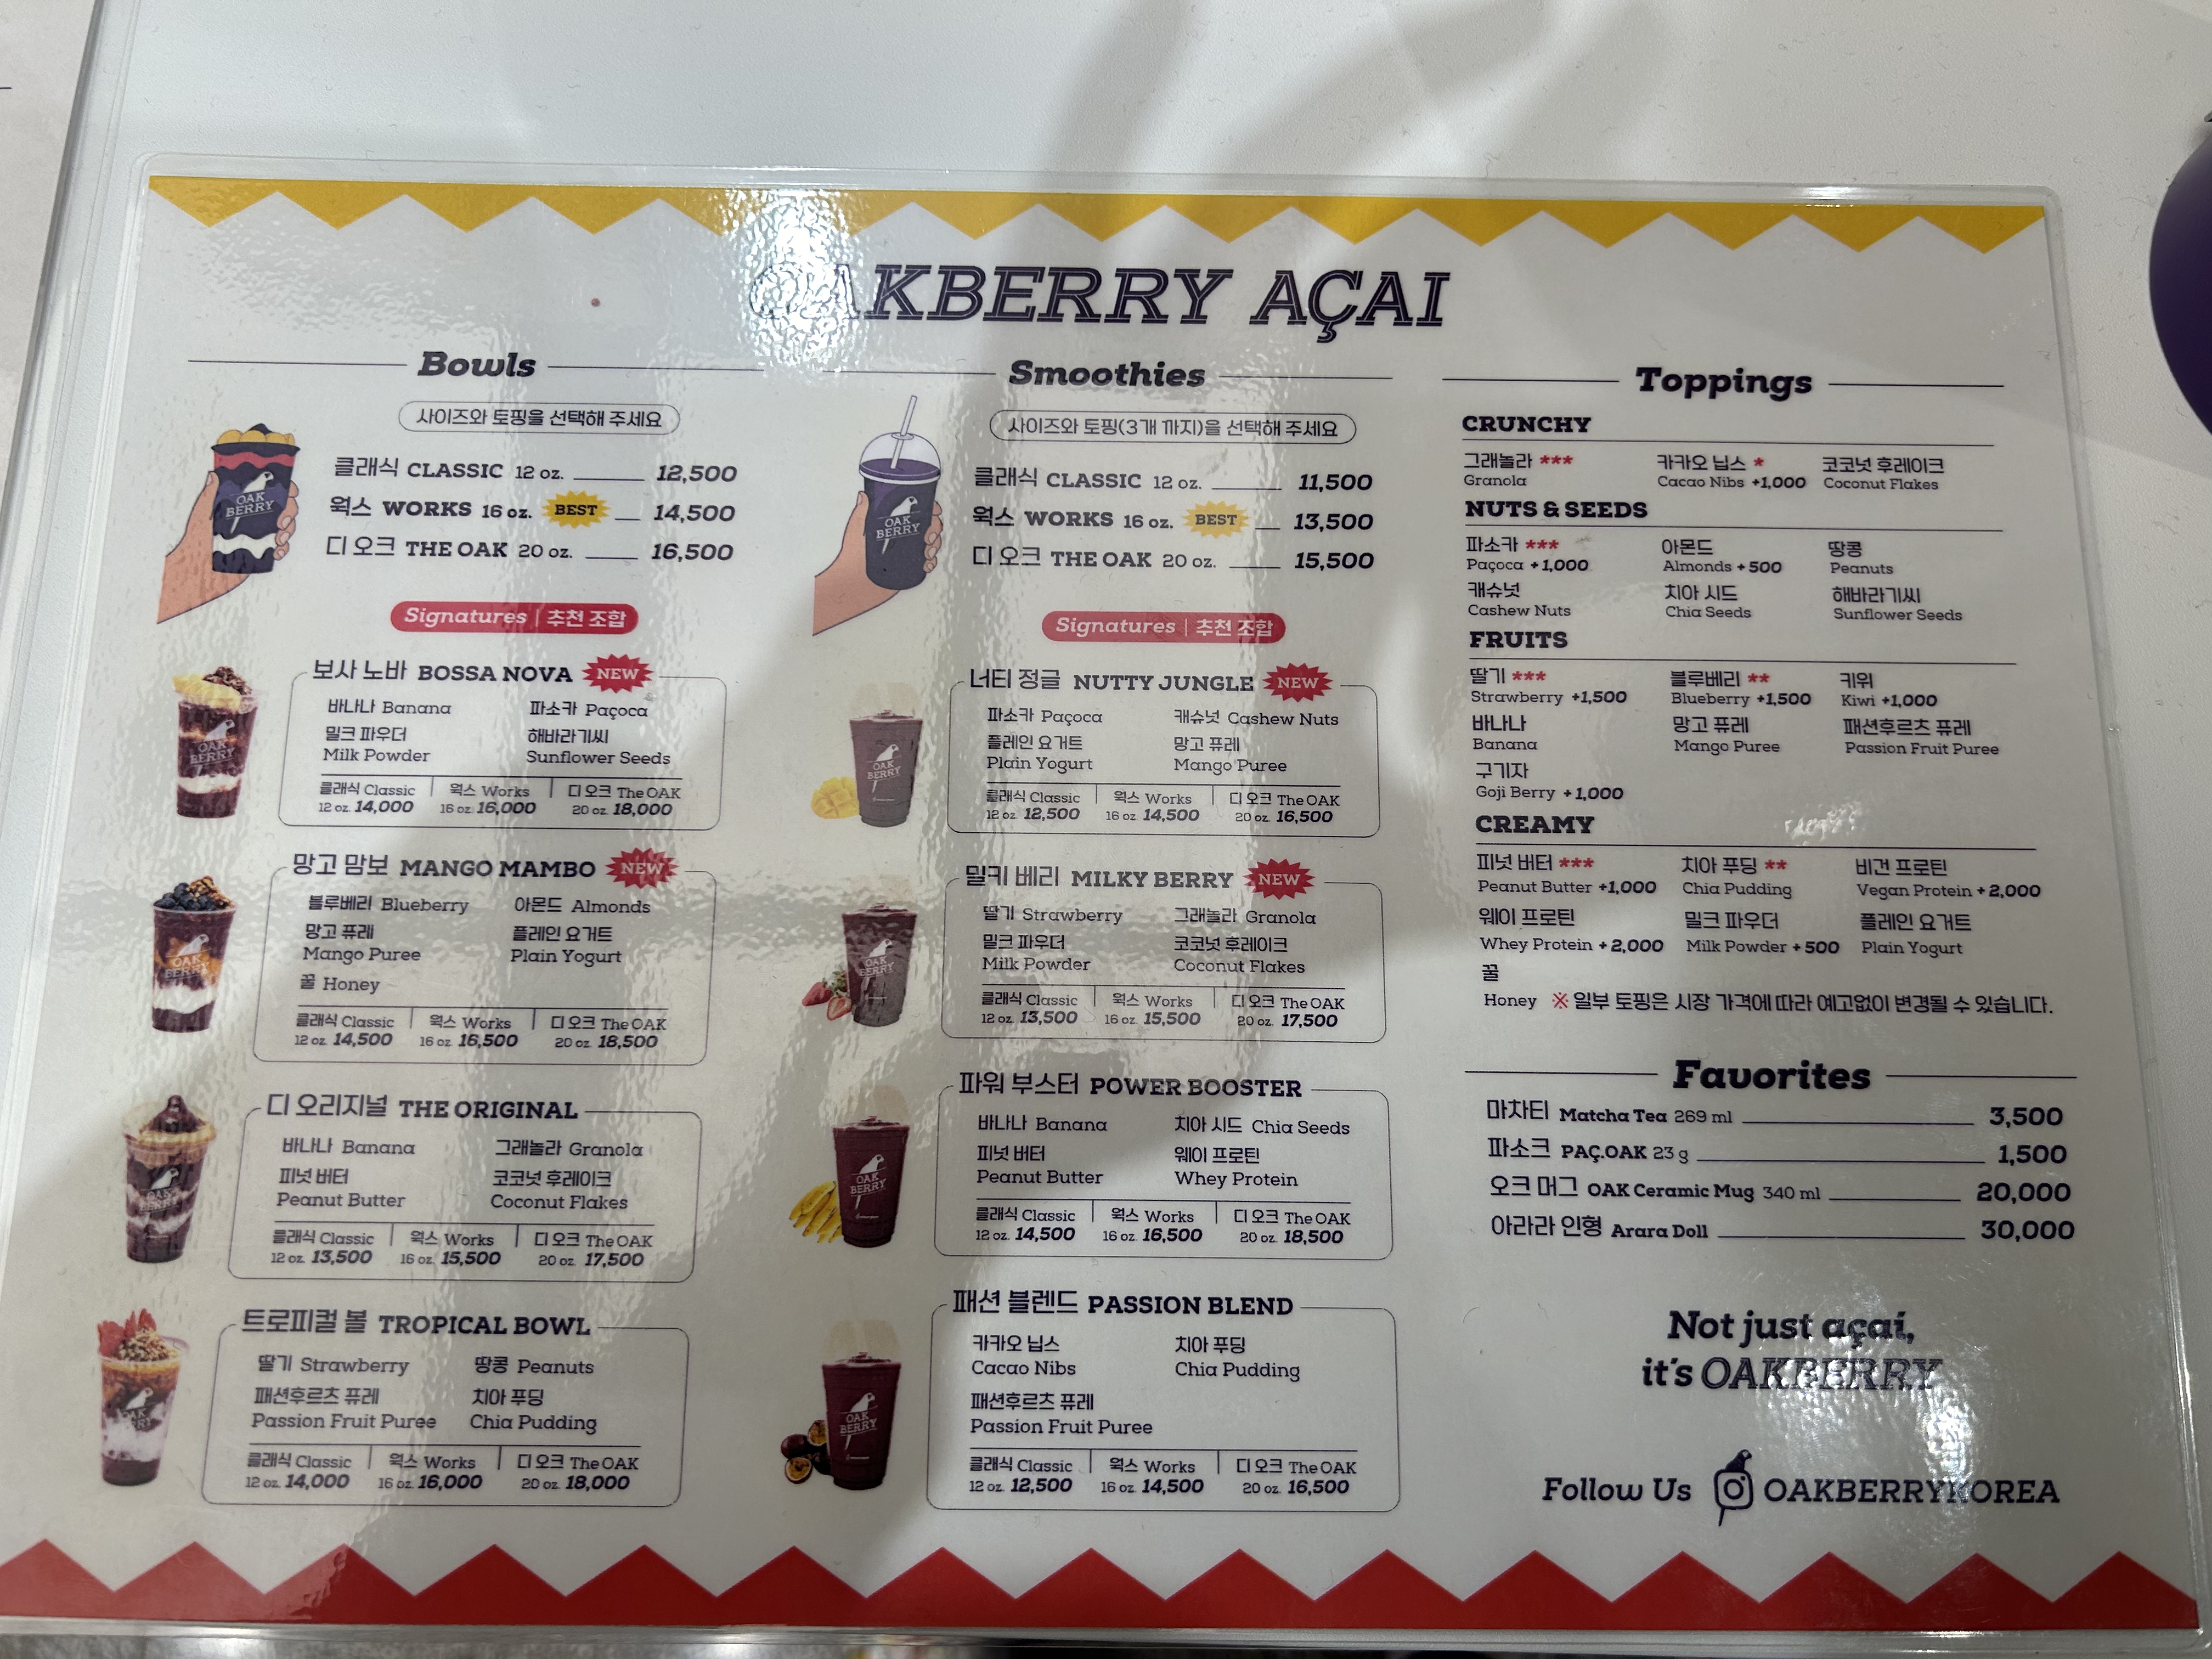 OAKBERRY AÇAI
Bowls
사이즈와 토핑을 선택해 주세요
OAK
BERRY
클래식 CLASSIC 12 oz. 12,500
웍스 WORKS 16 oz. BEST 14,500
디 오크 THE OAK 20 oz. 16,500
Signatures | 추천 조합
보사 노바 BOSSA NOVA NEW
바나나 Banana 파소카 Paçoca
밀크 파우더 해바라기씨
Milk Powder Sunflower Seeds
클래식 Classic 웍스 Works 디 오크 The OAK
12 oz. 14,000 16 oz. 16,000 20 oz. 18,000
OAK
BERRY
망고 맘보 MANGO MAMBO NEW
블루베리 Blueberry 아몬드 Almonds
망고 퓨레 플레인 요거트
Mango Puree Plain Yogurt
꿀 Honey
클래식 Classic 웍스 Works 디 오크 The OAK
12 oz. 14,500 16 oz. 16,500 20 oz. 18,500
OAK
BERRY
디 오리지널 THE ORIGINAL
바나나 Banana 그래놀라 Granola
피넛 버터 코코넛 후레이크
Peanut Butter Coconut Flakes
클래식 Classic 웍스 Works 디 오크 The OAK
12 oz. 13,500 16 oz. 15,500 20 oz. 17,500
트로피컬 볼 TROPICAL BOWL
딸기 Strawberry 땅콩 Peanuts
패션후르츠 퓨레 치아 푸딩
Passion Fruit Puree Chia Pudding
클래식 Classic 웍스 Works 디 오크 The OAK
12 oz. 14,000 16 oz. 16,000 20 oz. 18,000
Smoothies
사이즈와 토핑(3개 까지)을 선택해 주세요
OAK
BERRY
클래식 CLASSIC 12 oz. 11,500
웍스 WORKS 16 oz. BEST 13,500
디 오크 THE OAK 20 oz. 15,500
Signatures | 추천 조합
너티 정글 NUTTY JUNGLE NEW
파소카 Paçoca 캐슈넛 Cashew Nuts
플레인 요거트 망고 퓨레
Plain Yogurt Mango Puree
클래식 Classic 웍스 Works 디 오크 The OAK
12 oz. 12,500 16 oz. 14,500 20 oz. 16,500
OAK
BERRY
밀키 베리 MILKY BERRY NEW
딸기 Strawberry 그래놀라 Granola
밀크 파우더 코코넛 후레이크
Milk Powder Coconut Flakes
클래식 Classic 웍스 Works 디 오크 The OAK
12 oz. 13,500 16 oz. 15,500 20 oz. 17,500
OAK
BERRY
파워 부스터 POWER BOOSTER
바나나 Banana 치아 시드 Chia Seeds
피넛 버터 웨이 프로틴
Peanut Butter Whey Protein
클래식 Classic 웍스 Works 디 오크 The OAK
12 oz. 14,500 16 oz. 16,500 20 oz. 18,500
OAK
BERRY
패션 블렌드 PASSION BLEND
카카오 닙스 치아 푸딩
Cacao Nibs Chia Pudding
패션후르츠 퓨레
Passion Fruit Puree
클래식 Classic 웍스 Works 디 오크 The OAK
12 oz. 12,500 16 oz. 14,500 20 oz. 16,500
OAK
BERRY
Toppings
CRUNCHY
그래놀라 *** 카카오 닙스 * 코코넛 후레이크
Granola Cacao Nibs +1,000 Coconut Flakes
NUTS & SEEDS
파소카 *** 아몬드 땅콩
Paçoca +1,000 Almonds +500 Peanuts
캐슈넛 치아 시드 해바라기씨
Cashew Nuts Chia Seeds Sunflower Seeds
FRUITS
딸기 *** 블루베리 ** 키위
Strawberry +1,500 Blueberry +1,500 Kiwi +1,000
바나나 망고 퓨레 패션후르츠 퓨레
Banana Mango Puree Passion Fruit Puree
구기자
Goji Berry +1,000
CREAMY
피넛 버터 *** 치아 푸딩 ** 비건 프로틴
Peanut Butter +1,000 Chia Pudding Vegan Protein +2,000
웨이 프로틴 밀크 파우더 플레인 요거트
Whey Protein +2,000 Milk Powder +500 Plain Yogurt
꿀
Honey ※ 일부 토핑은 시장 가격에 따라 예고없이 변경될 수 있습니다.
Favorites
마차티 Matcha Tea 269 ml 3,500
파소크 PAÇ.OAK 23 g 1,500
오크 머그 OAK Ceramic Mug 340 ml 20,000
아라라 인형 Arara Doll 30,000
Not just açaí,
it's OAKBERRY
Follow Us OAKBERRYKOREA